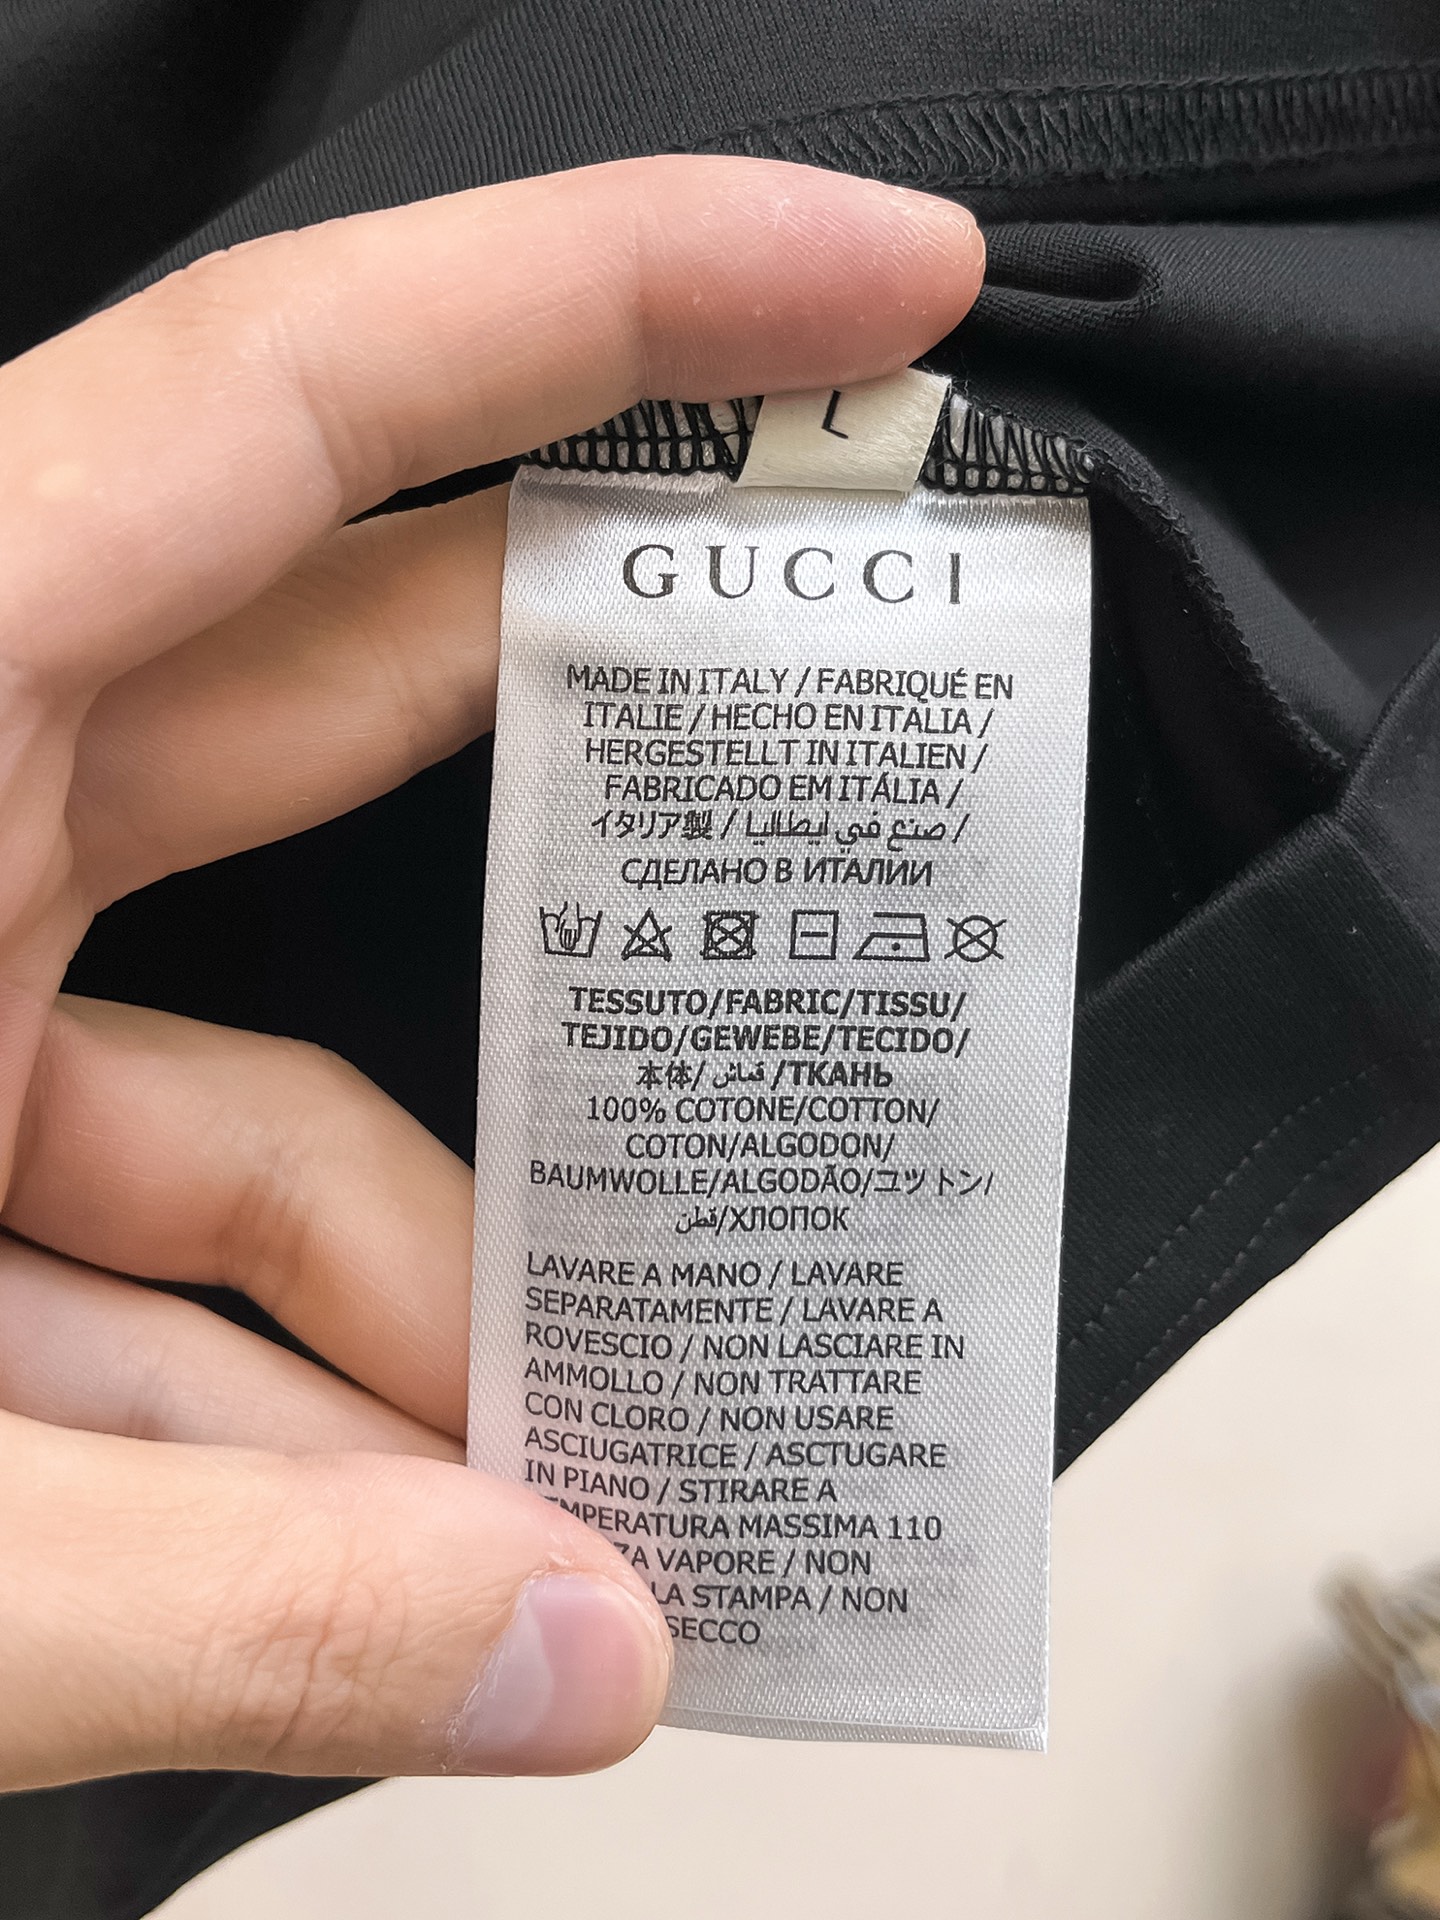 L
GUCCI
MADE IN ITALY / FABRIQUÉ EN
ITALIE / HECHO EN ITALIA /
HERGESTELLT IN ITALIEN /
FABRICADO EM ITÁLIA /
イタリア製 / صنع في ايطاليا /
СДЕЛАНО В ИТАЛИИ
TESSUTO/FABRIC/TISSU/
TEJIDO/GEWEBE/TECIDO/
本体/ قماش /ТКАНЬ
100% COTONE/COTTON/
COTON/ALGODON/
BAUMWOLLE/ALGODÃO/ユットン/
قطن/ХЛОПОК
LAVARE A MANO / LAVARE
SEPARATAMENTE / LAVARE A
ROVESCIO / NON LASCIARE IN
AMMOLLO / NON TRATTARE
CON CLORO / NON USARE
ASCIUGATRICE / ASCTUGARE
IN PIANO / STIRARE A
EMPERATURA MASSIMA 110
ZA VAPORE / NON
LA STAMPA / NON
SECCO